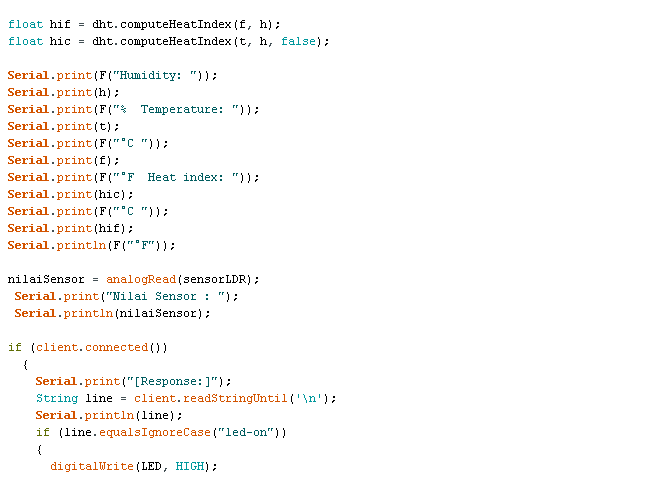 float hif = dht.computeHeatIndex(f, h);
float hic = dht.computeHeatIndex(t, h, false);
Serial.print(F("Humidity: "));
Serial.print(h);
Serial.print(F("%  Temperature: "));
Serial.print(t);
Serial.print(F("°C "));
Serial.print(f);
Serial.print(F("°F  Heat index: "));
Serial.print(hic);
Serial.print(F("°C "));
Serial.print(hif);
Serial.println(F("°F"));
nilaiSensor = analogRead(sensorLDR);
 Serial.print("Nilai Sensor : ");
 Serial.println(nilaiSensor);
if (client.connected())
  {
    Serial.print("[Response:]");
    String line = client.readStringUntil('\n');
    Serial.println(line);
    if (line.equalsIgnoreCase("led-on"))
    {
      digitalWrite(LED, HIGH);